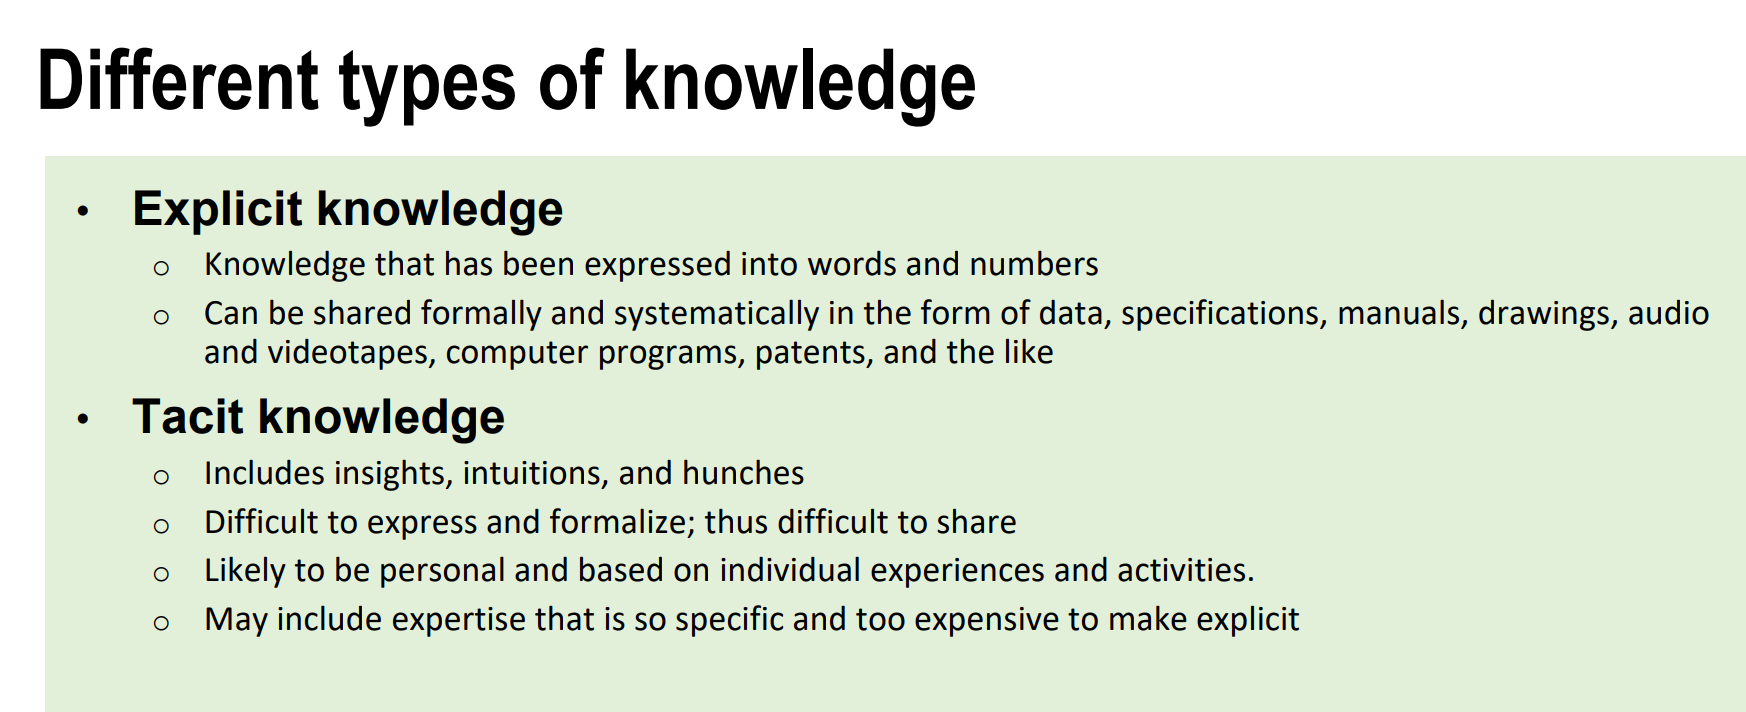 Different types of knowledge
• Explicit knowledge
o Knowledge that has been expressed into words and numbers
o Can be shared formally and systematically in the form of data, specifications, manuals, drawings, audio
and videotapes, computer programs, patents, and the like
• Tacit knowledge
o Includes insights, intuitions, and hunches
o Difficult to express and formalize; thus difficult to share
o Likely to be personal and based on individual experiences and activities.
o May include expertise that is so specific and too expensive to make explicit